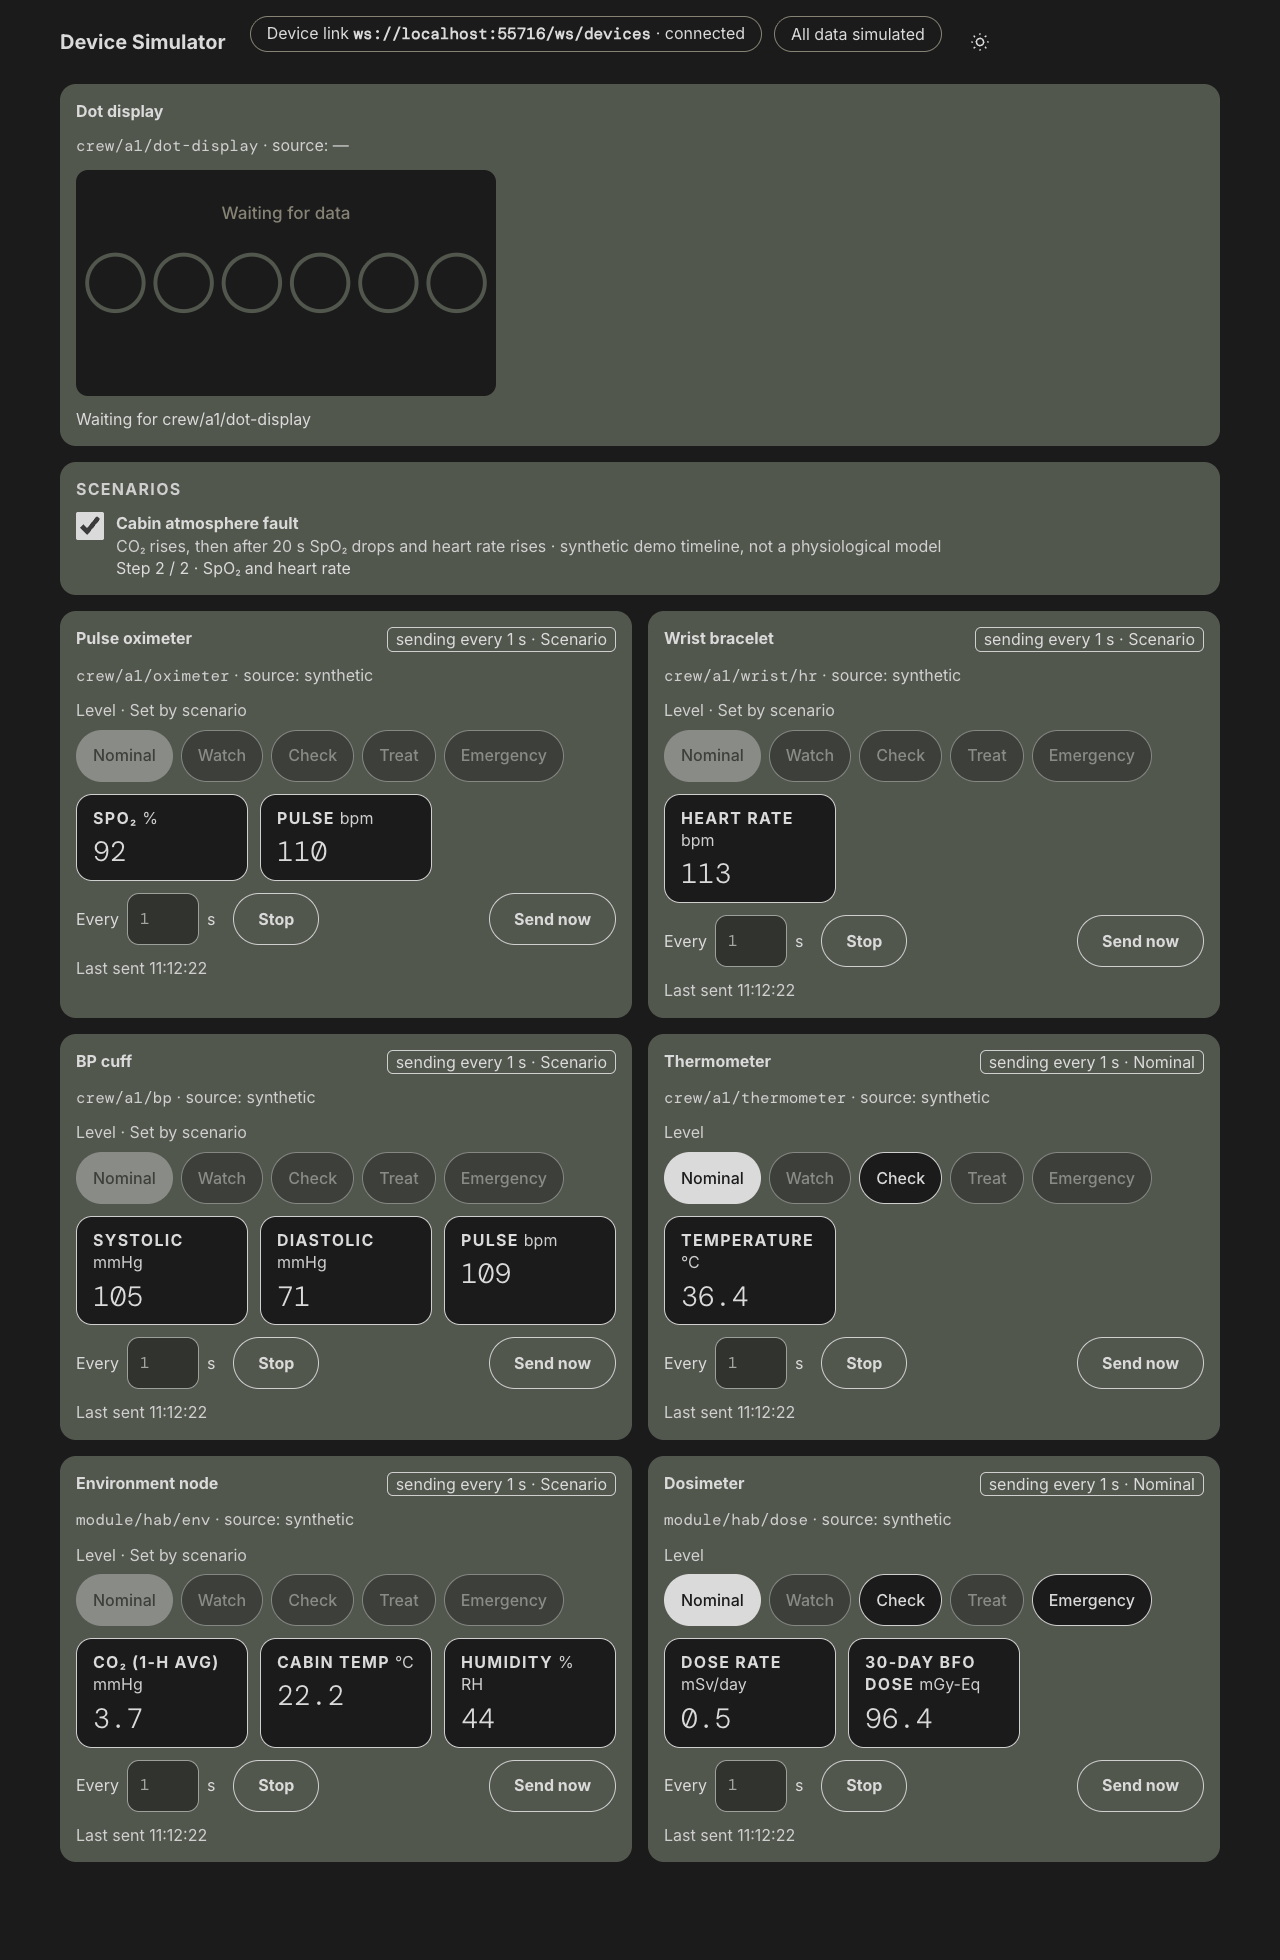 Device Simulator
Device link ws://localhost:55716/ws/devices · connected
All data simulated
Dot display
crew/a1/dot-display · source: —
Waiting for data
Waiting for crew/a1/dot-display
SCENARIOS
Cabin atmosphere fault
CO₂ rises, then after 20 s SpO₂ drops and heart rate rises · synthetic demo timeline, not a physiological model
Step 2 / 2 · SpO₂ and heart rate
Pulse oximeter
sending every 1 s · Scenario
crew/a1/oximeter · source: synthetic
Level · Set by scenario
Nominal Watch Check Treat Emergency
SPO₂ % PULSE bpm
92 110
Every 1 s Stop Send now
Last sent 11:12:22
Wrist bracelet
sending every 1 s · Scenario
crew/a1/wrist/hr · source: synthetic
Level · Set by scenario
Nominal Watch Check Treat Emergency
HEART RATE
bpm
113
Every 1 s Stop Send now
Last sent 11:12:22
BP cuff
sending every 1 s · Scenario
crew/a1/bp · source: synthetic
Level · Set by scenario
Nominal Watch Check Treat Emergency
SYSTOLIC
mmHg
105
DIASTOLIC
mmHg
71
PULSE bpm
109
Every 1 s Stop Send now
Last sent 11:12:22
Thermometer
sending every 1 s · Nominal
crew/a1/thermometer · source: synthetic
Level
Nominal Watch Check Treat Emergency
TEMPERATURE
°C
36.4
Every 1 s Stop Send now
Last sent 11:12:22
Environment node
sending every 1 s · Scenario
module/hab/env · source: synthetic
Level · Set by scenario
Nominal Watch Check Treat Emergency
CO₂ (1-H AVG)
mmHg
3.7
CABIN TEMP °C
22.2
HUMIDITY %
RH
44
Every 1 s Stop Send now
Last sent 11:12:22
Dosimeter
sending every 1 s · Nominal
module/hab/dose · source: synthetic
Level
Nominal Watch Check Treat Emergency
DOSE RATE
mSv/day
0.5
30-DAY BFO
DOSE mGy-Eq
96.4
Every 1 s Stop Send now
Last sent 11:12:22